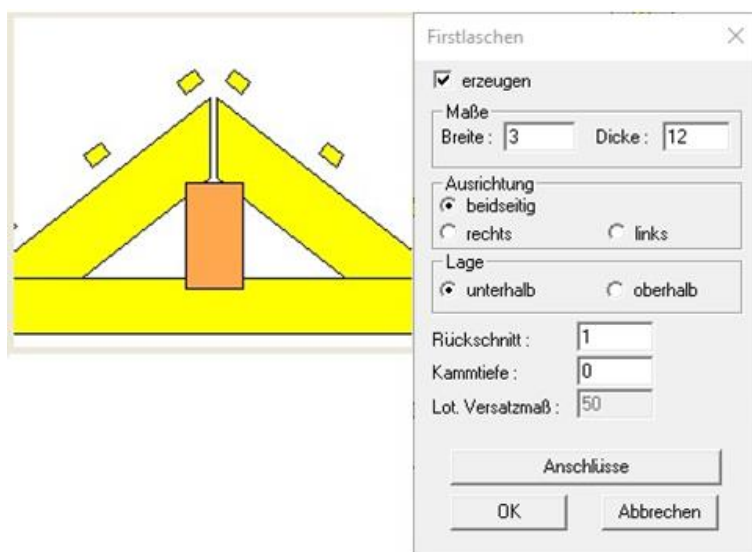 Firstlaschen
erzeugen
Maße
Breite : 3 Dicke : 12
Ausrichtung
beidseitig
rechts links
Lage
unterhalb oberhalb
Rückschnitt : 1
Kammtiefe : 0
Lot. Versatzmaß : 50
Anschlüsse
OK Abbrechen